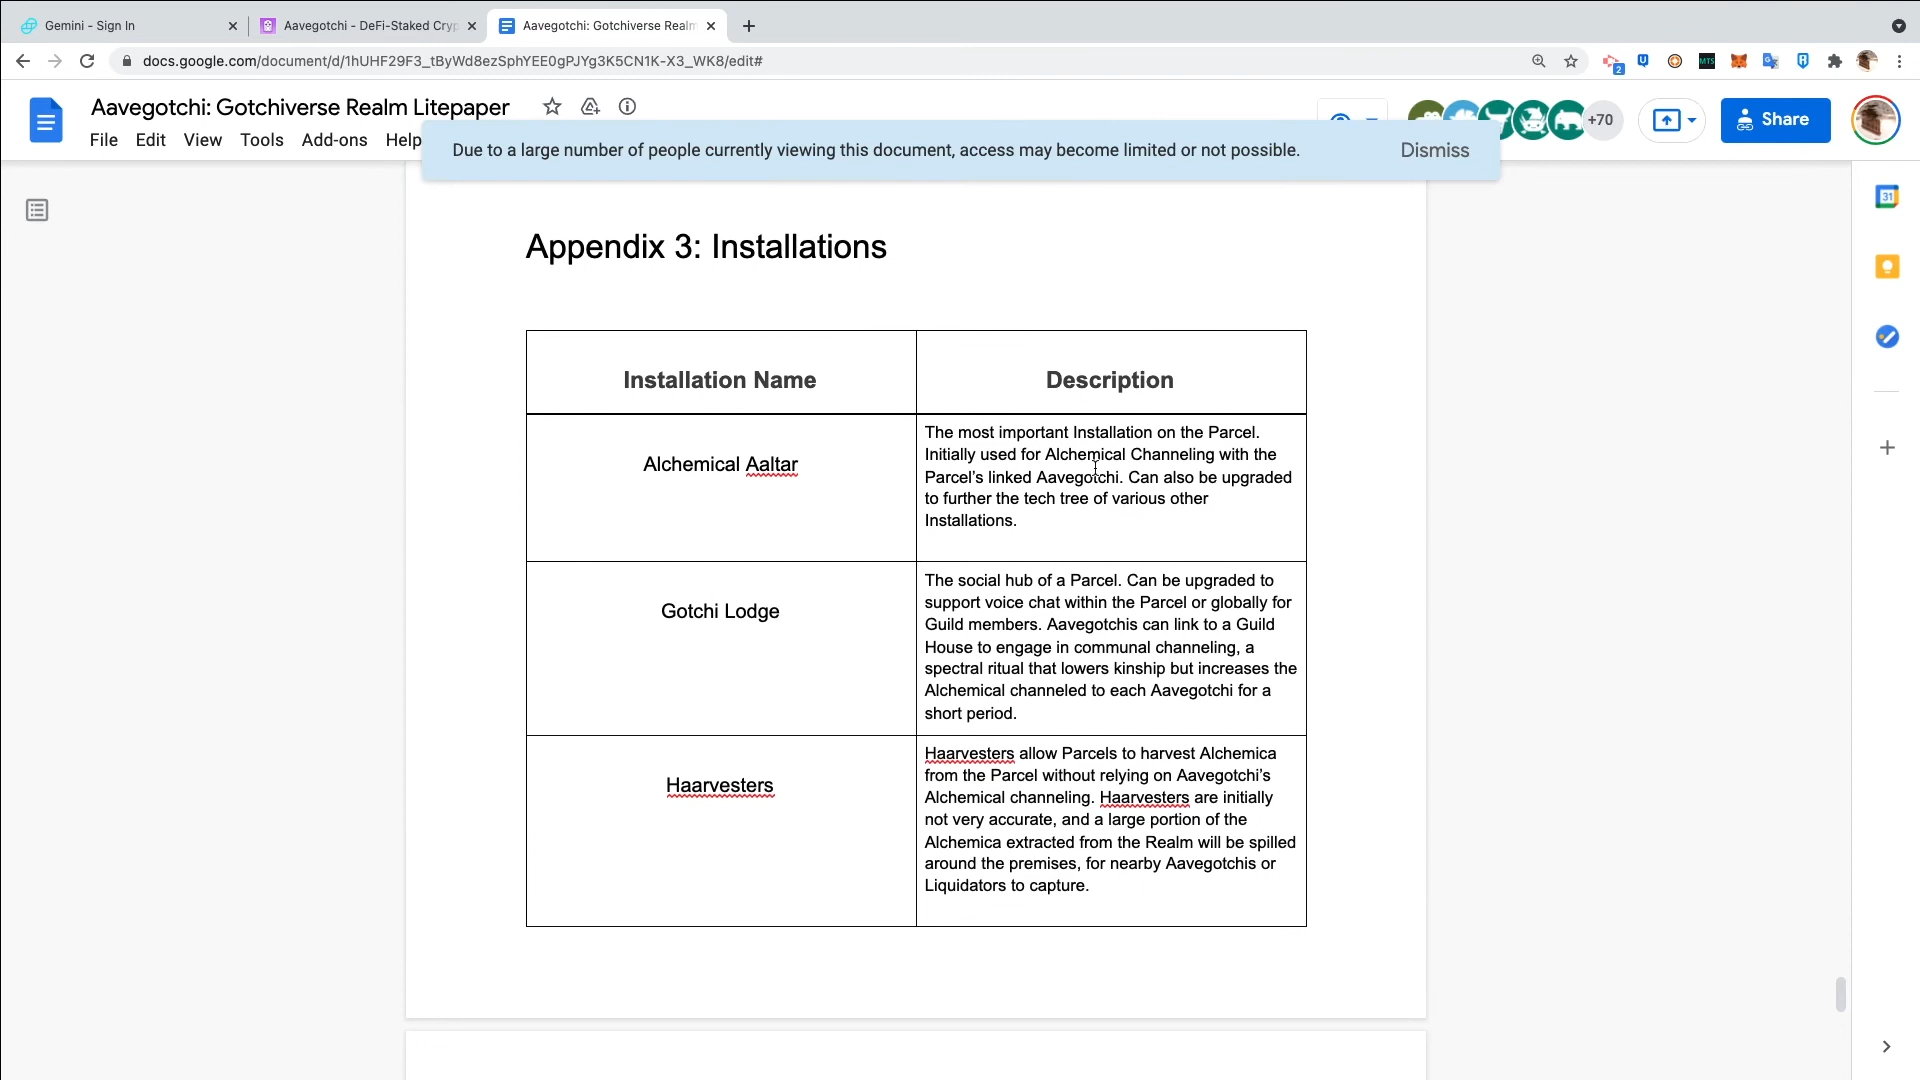 Gemini - Sign In
Aavegotchi - DeFi-Staked Cryp
Aavegotchi: Gotchiverse Realm
docs.google.com/document/d/1hUHF29F3_tByWd8ezSphYEE0gPJYg3K5CN1K-X3_WK8/edit#
2
MTS
Aavegotchi: Gotchiverse Realm Litepaper
File Edit View Tools Add-ons Help
+70
Share
Due to a large number of people currently viewing this document, access may become limited or not possible.
Dismiss
31
Appendix 3: Installations
Installation Name
Description
Alchemical Aaltar
The most important Installation on the Parcel.
Initially used for Alchemical Channeling with the
Parcel's linked Aavegotchi. Can also be upgraded
to further the tech tree of various other
Installations.
Gotchi Lodge
The social hub of a Parcel. Can be upgraded to
support voice chat within the Parcel or globally for
Guild members. Aavegotchis can link to a Guild
House to engage in communal channeling, a
spectral ritual that lowers kinship but increases the
Alchemical channeled to each Aavegotchi for a
short period.
Haarvesters
Haarvesters allow Parcels to harvest Alchemica
from the Parcel without relying on Aavegotchi's
Alchemical channeling. Haarvesters are initially
not very accurate, and a large portion of the
Alchemica extracted from the Realm will be spilled
around the premises, for nearby Aavegotchis or
Liquidators to capture.